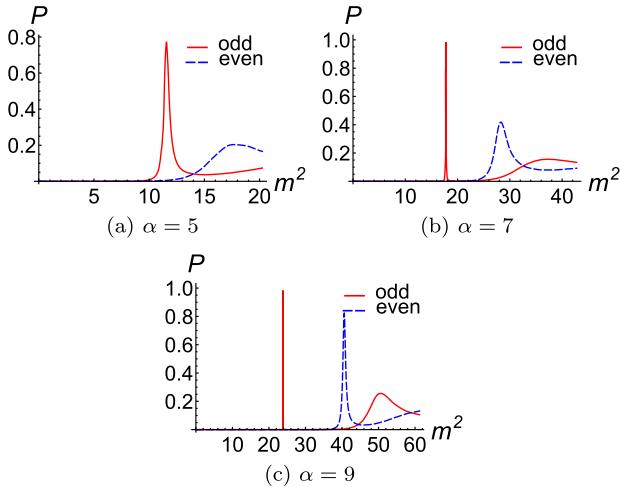 P
0.8
0.6
0.4
0.2
5 10 15 20
m²
odd
even
(a) α = 5
P
1.0
0.8
0.6
0.4
0.2
10 20 30 40
m²
odd
even
(b) α = 7
P
1.0
0.8
0.6
0.4
0.2
10 20 30 40 50 60
m²
odd
even
(c) α = 9